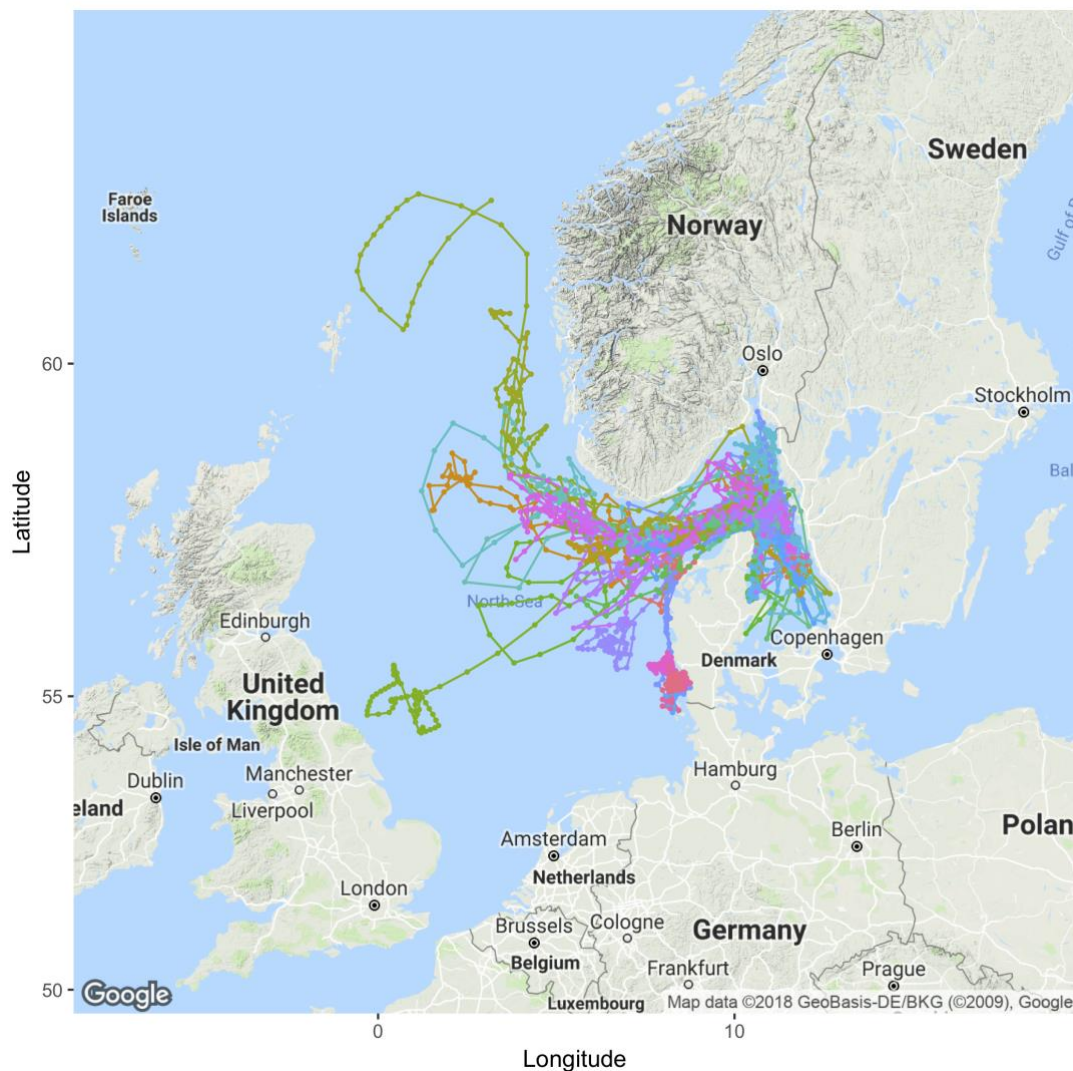 Sweden
Faroe
Islands
Norway
Gulf of
60
Oslo
Stockholm
Bal
Latitude
North Sea
Edinburgh
Copenhagen
Denmark
United
Kingdom
55
Isle of Man
Hamburg
Dublin
Manchester
Liverpool
eland
Polan
Amsterdam
Berlin
Netherlands
London
Brussels
Cologne
Germany
Belgium
Frankfurt
Prague
50
Google
Luxembourg
Map data ©2018 GeoBasis-DE/BKG (©2009), Google
0
10
Longitude